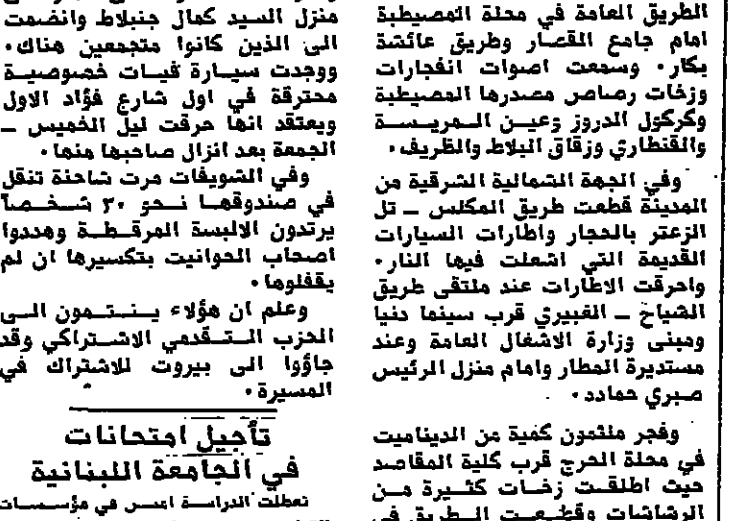 الطريق العامة في محلة المصيطبة
امام جامع القصار وطريق عائشة
بكار. وسمعت اصوات انفجارات
وزخات رصاص مصدرها المصيطبة
وكركول الدروز وعين المريسة
والقنطاري وزقاق البلاط والظريف.
وفي الجهة الشمالية الشرقية من
المدينة قطعت طريق المكلس – تل
الزعتر بالحجار واطارات السيارات
القديمة التي اشعلت فيها النار.
واحرقت الاطارات عند ملتقى طريق
الشياح – الغبيري قرب سينما دنيا
ومبنى وزارة الاشغال العامة وعند
مستديرة المطار وامام منزل الرئيس
صبري حمادة.
وفجر ملثمون كمية من الديناميت
في محلة الحرج قرب كلية المقاصد
حيث اطلقت زخات كثيرة من
الرشاشات وقطعت الطريق في
منزل السيد كمال جنبلاط وانضمت
الى الذين كانوا متجمعين هناك.
ووجدت سيارة فيات خصوصية
محترقة في اول شارع فؤاد الاول
ويعتقد انها حرقت ليل الخميس –
الجمعة بعد انزال صاحبها منها.
وفي الشويفات مرت شاحنة تنقل
في صندوقها نحو ٣٠ شخصاً
يرتدون الالبسة المرقطة وهددوا
اصحاب الحوانيت بتكسيرها ان لم
يقفلوها.
وعلم ان هؤلاء ينتمون الى
الحزب التقدمي الاشتراكي وقد
جاؤوا الى بيروت للاشتراك في
المسيرة.
تأجيل امتحانات
في الجامعة اللبنانية
تعطلت الدراسة امس في مؤسسات